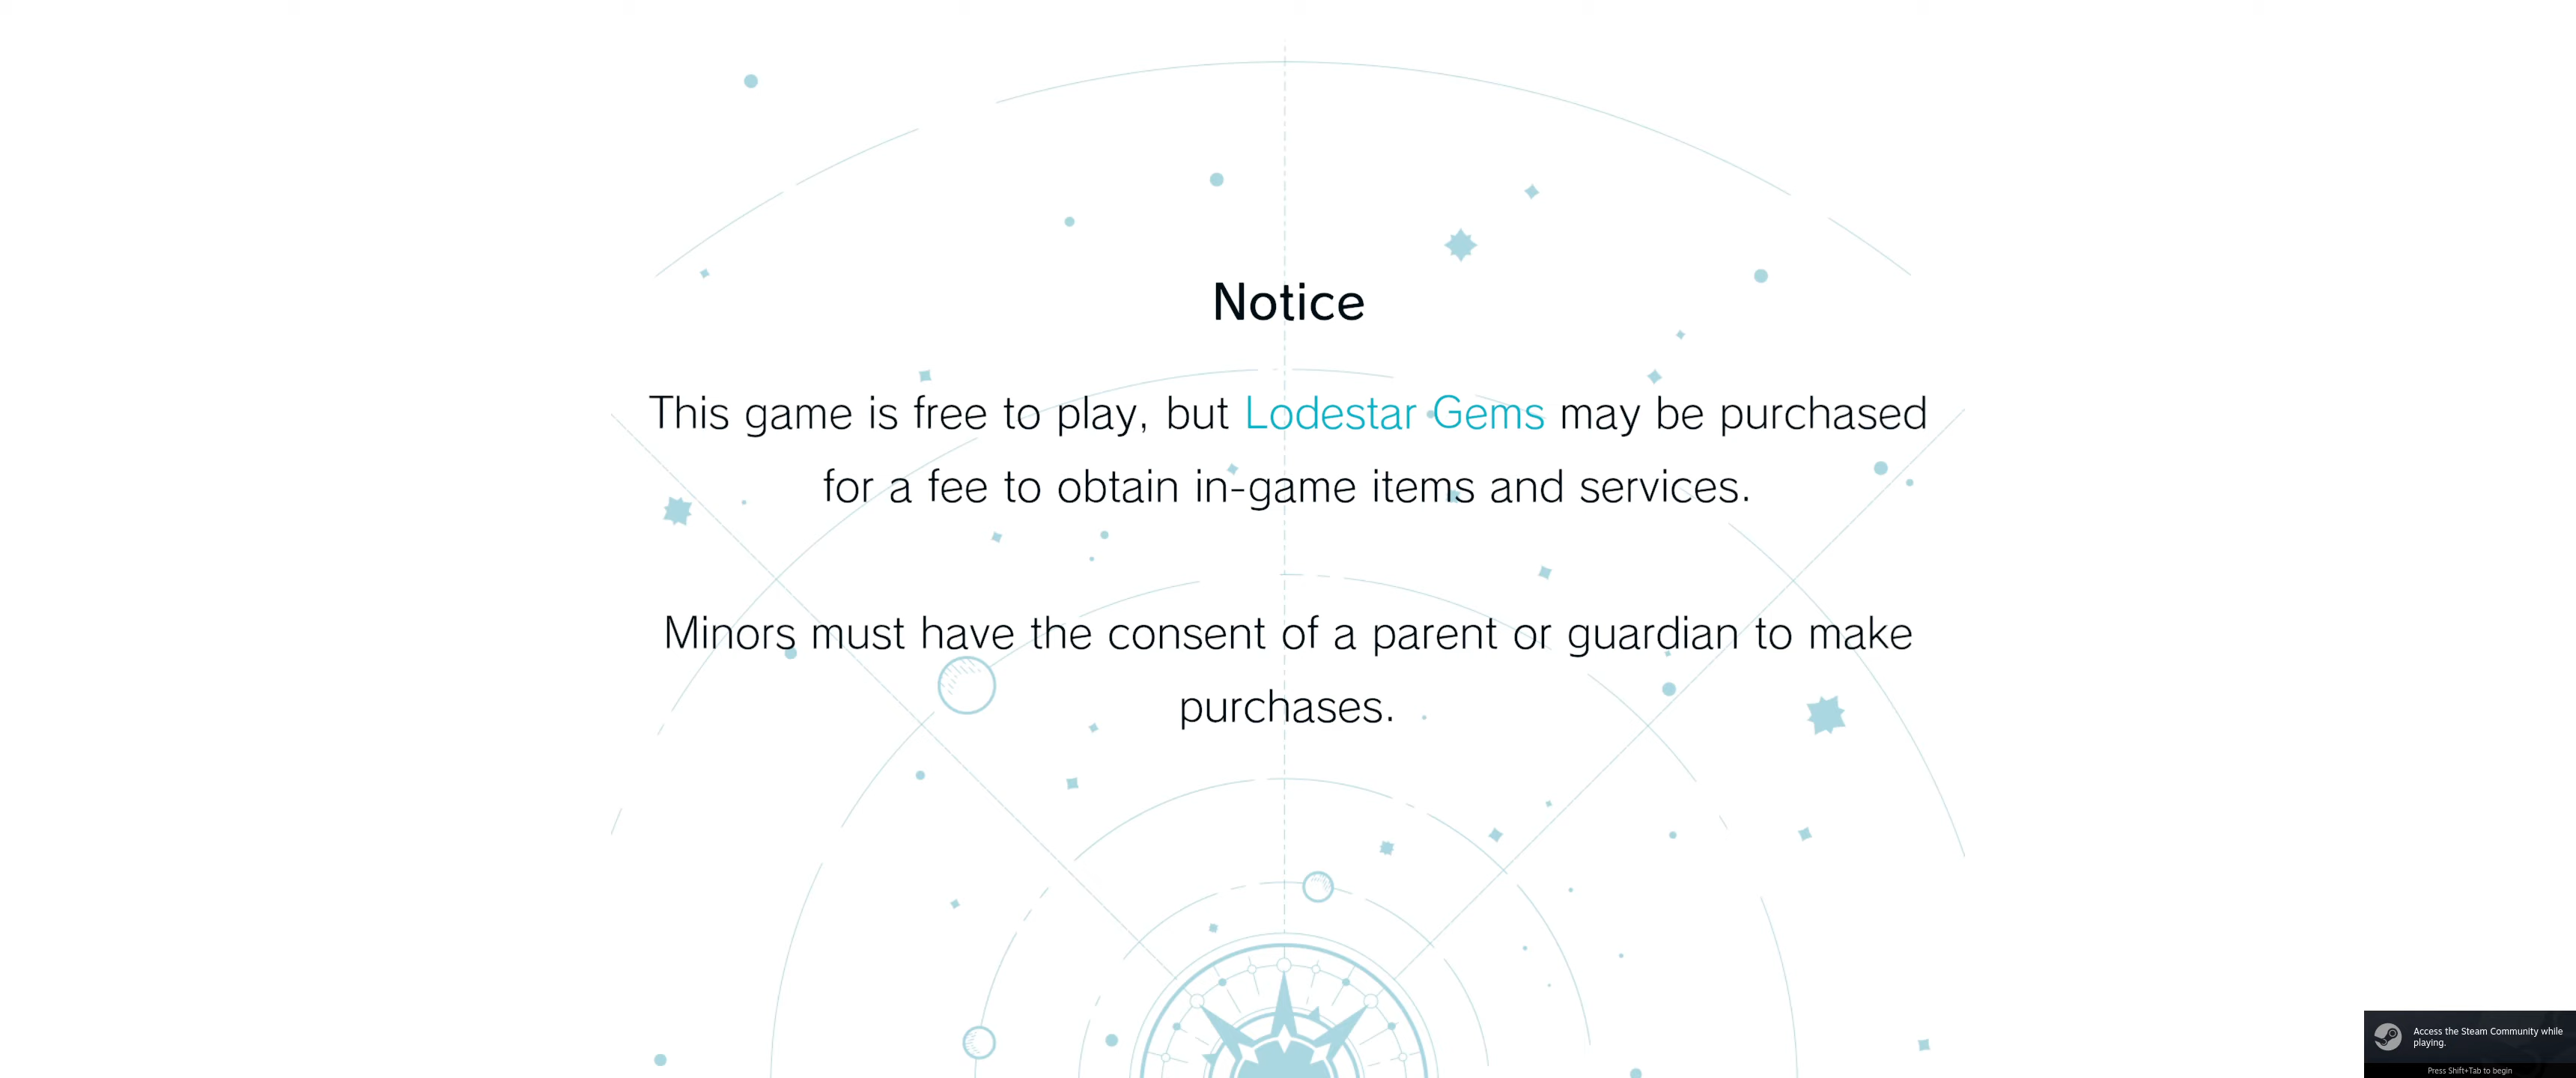 Notice
This game is free to play, but Lodestar Gems may be purchased
for a fee to obtain in-game items and services.
Minors must have the consent of a parent or guardian to make
purchases.
Access the Steam Community while
playing.
Press Shift+Tab to begin